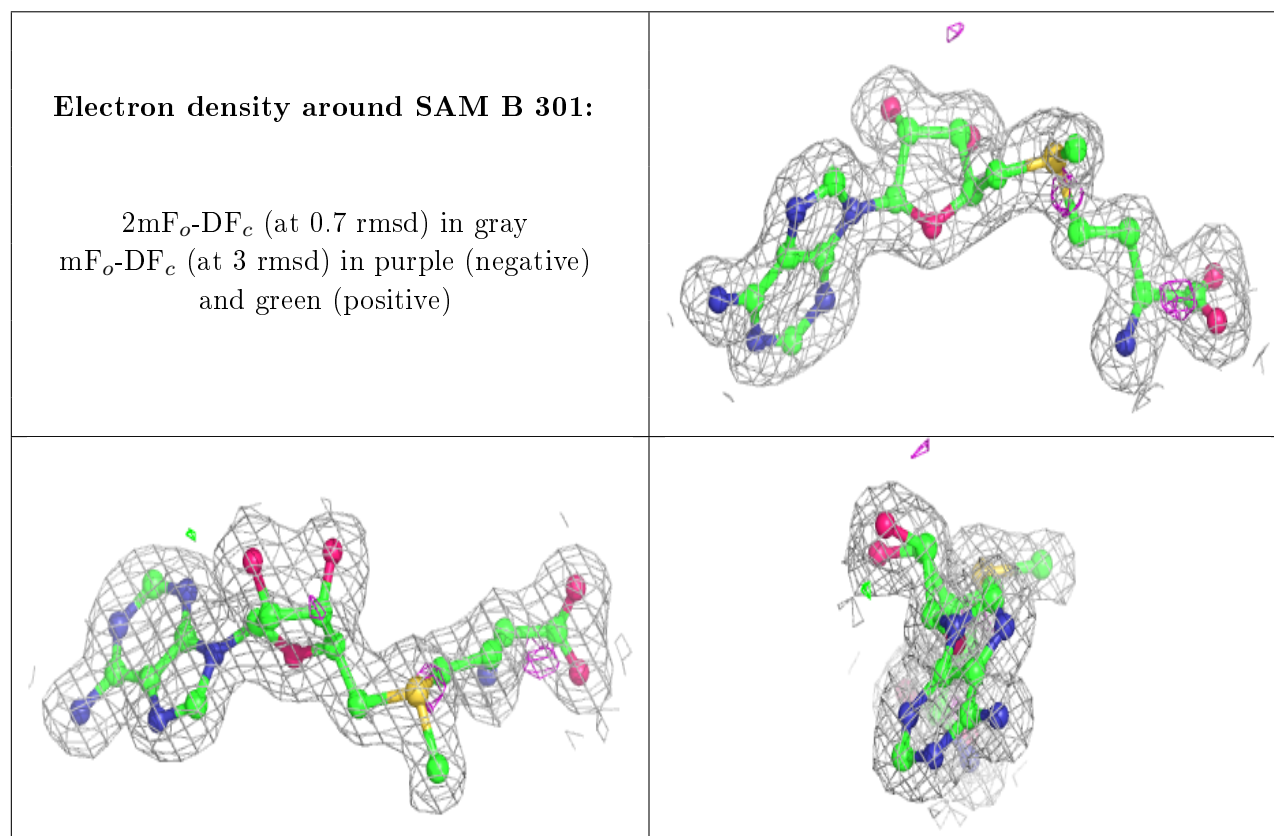 Electron density around SAM B 301:
2mFo-DFc (at 0.7 rmsd) in gray
mFo-DFc (at 3 rmsd) in purple (negative)
and green (positive)